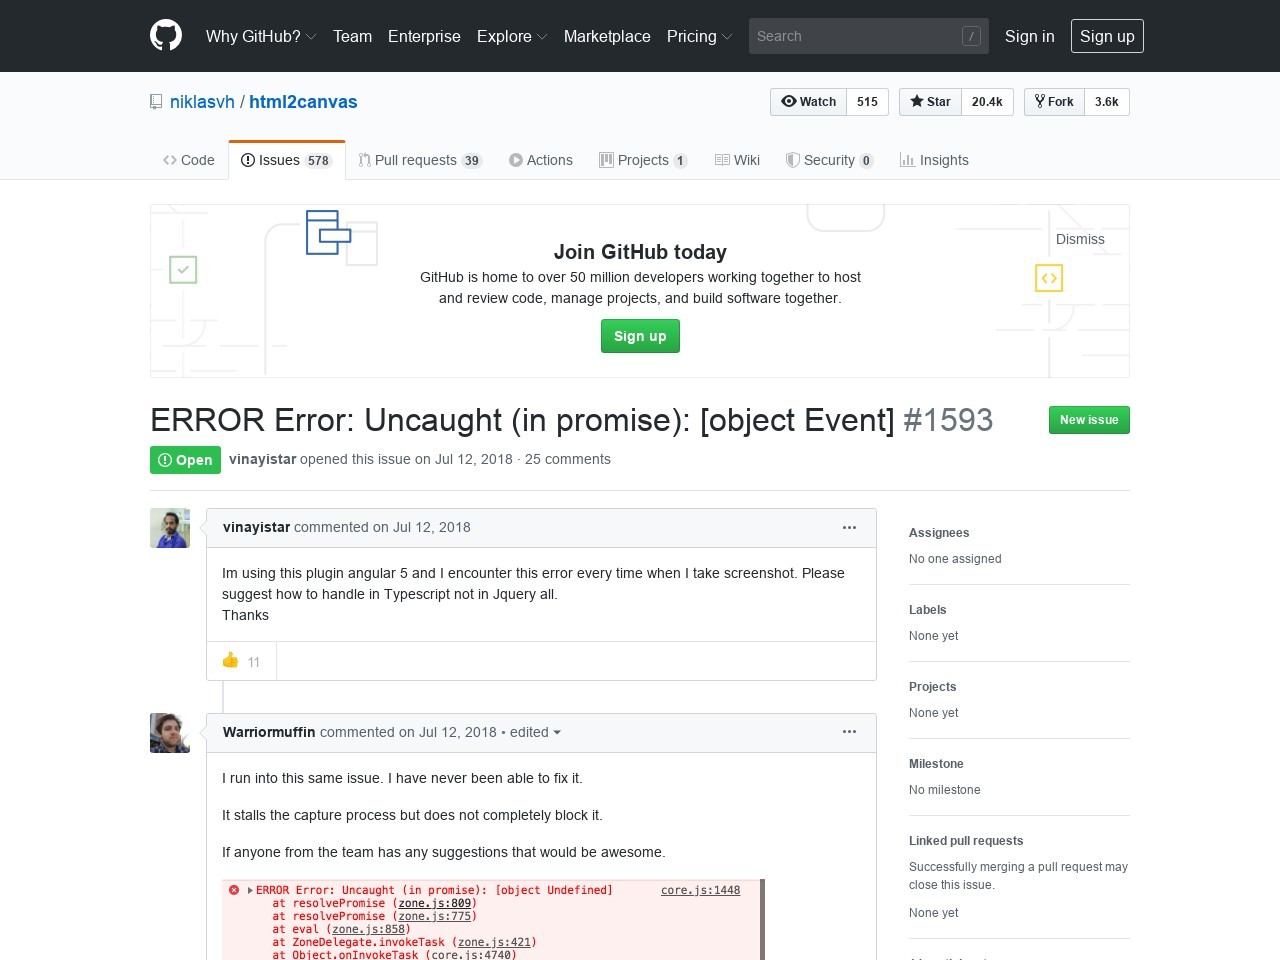 Why GitHub? Team Enterprise Explore Marketplace Pricing Search / Sign in Sign up
niklasvh / html2canvas Watch 515 Star 20.4k Fork 3.6k
Code Issues 578 Pull requests 39 Actions Projects 1 Wiki Security 0 Insights
Dismiss
Join GitHub today
GitHub is home to over 50 million developers working together to host
and review code, manage projects, and build software together.
Sign up
ERROR Error: Uncaught (in promise): [object Event] #1593 New issue
Open vinayistar opened this issue on Jul 12, 2018 · 25 comments
vinayistar commented on Jul 12, 2018
Im using this plugin angular 5 and I encounter this error every time when I take screenshot. Please
suggest how to handle in Typescript not in Jquery all.
Thanks
👍 11
Warriormuffin commented on Jul 12, 2018 • edited
I run into this same issue. I have never been able to fix it.
It stalls the capture process but does not completely block it.
If anyone from the team has any suggestions that would be awesome.
ERROR Error: Uncaught (in promise): [object Undefined] core.js:1448
at resolvePromise (zone.js:809)
at resolvePromise (zone.js:775)
at eval (zone.js:858)
at ZoneDelegate.invokeTask (zone.js:421)
at Object.onInvokeTask (core.js:4740)
Assignees
No one assigned
Labels
None yet
Projects
None yet
Milestone
No milestone
Linked pull requests
Successfully merging a pull request may
close this issue.
None yet